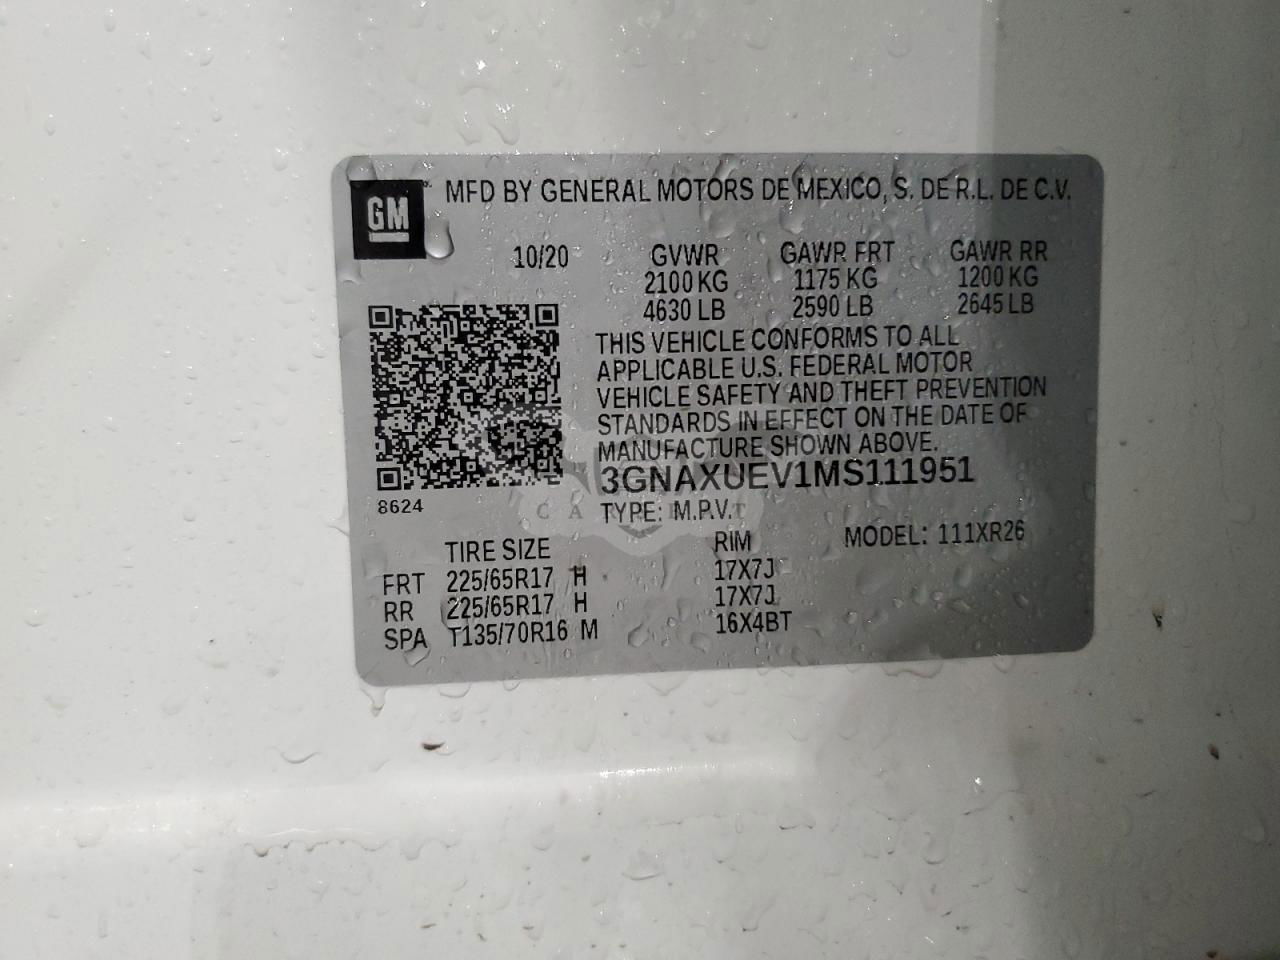 GM
MFD BY GENERAL MOTORS DE MEXICO, S. DE R.L. DE C.V.
10/20 GVWR GAWR FRT GAWR RR
2100 KG 1175 KG 1200 KG
4630 LB 2590 LB 2645 LB
THIS VEHICLE CONFORMS TO ALL
APPLICABLE U.S. FEDERAL MOTOR
VEHICLE SAFETY AND THEFT PREVENTION
STANDARDS IN EFFECT ON THE DATE OF
MANUFACTURE SHOWN ABOVE.
3GNAXUEV1MS111951
8624
TYPE: M.P.V.
MODEL: 111XR26
TIRE SIZE RIM
FRT 225/65R17 H 17X7J
RR 225/65R17 H 17X7J
SPA T135/70R16 M 16X4BT